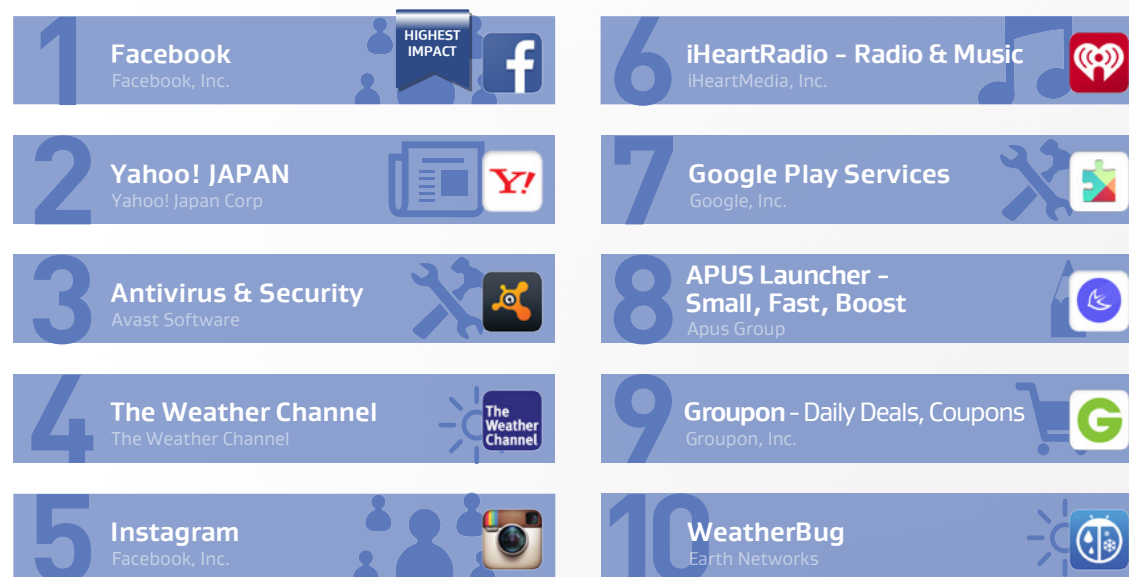 1
Facebook
Facebook, Inc.
HIGHEST
IMPACT
f
2
Yahoo! JAPAN
Yahoo! Japan Corp
Y!
3
Antivirus & Security
Avast Software
a
4
The Weather Channel
The Weather Channel
The
Weather
Channel
5
Instagram
Facebook, Inc.
6
iHeartRadio - Radio & Music
iHeartMedia, Inc.
7
Google Play Services
Google, Inc.
8
APUS Launcher -
Small, Fast, Boost
Apus Group
9
Groupon - Daily Deals, Coupons
Groupon, Inc.
G
10
WeatherBug
Earth Networks